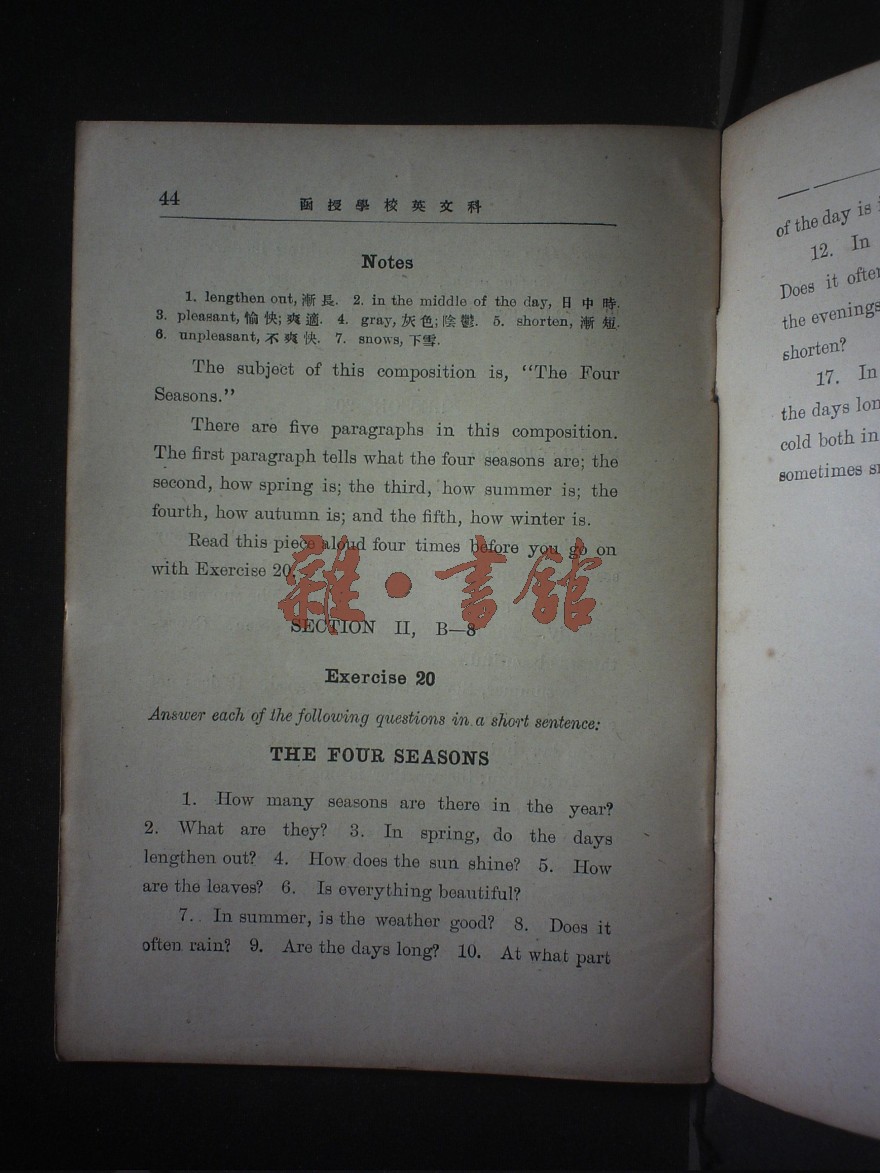 44
函授學校英文科
Notes
1. lengthen out, 漸長. 2. in the middle of the day, 日中時.
3. pleasant, 愉快; 爽適. 4. gray, 灰色; 陰鬱. 5. shorten, 漸短.
6. unpleasant, 不爽快. 7. snows, 下雪.
The subject of this composition is, “The Four
Seasons.”
There are five paragraphs in this composition.
The first paragraph tells what the four seasons are; the
second, how spring is; the third, how summer is; the
fourth, how autumn is; and the fifth, how winter is.
Read this piece aloud four times before you go on
with Exercise 20.
雜·書館
SECTION II, B—8
Exercise 20
Answer each of the following questions in a short sentence:
THE FOUR SEASONS
1. How many seasons are there in the year?
2. What are they? 3. In spring, do the days
lengthen out? 4. How does the sun shine? 5. How
are the leaves? 6. Is everything beautiful?
7. In summer, is the weather good? 8. Does it
often rain? 9. Are the days long? 10. At what part
of the day is
12. In
Does it often
the evenings
shorten?
17. In
the days
cold both in
sometimes